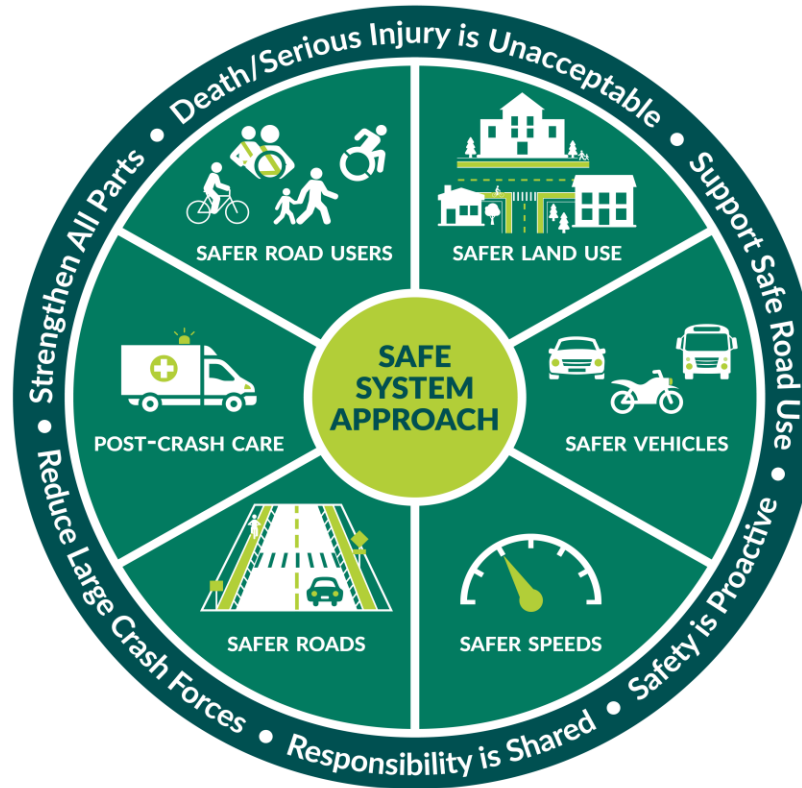 Death/Serious Injury is Unacceptable • Support Safe Road Use • Safety is Proactive • Responsibility is Shared • Reduce Large Crash Forces • Strengthen All Parts •
SAFER ROAD USERS
SAFER LAND USE
SAFE
SYSTEM
APPROACH
POST-CRASH CARE
SAFER VEHICLES
SAFER ROADS
SAFER SPEEDS